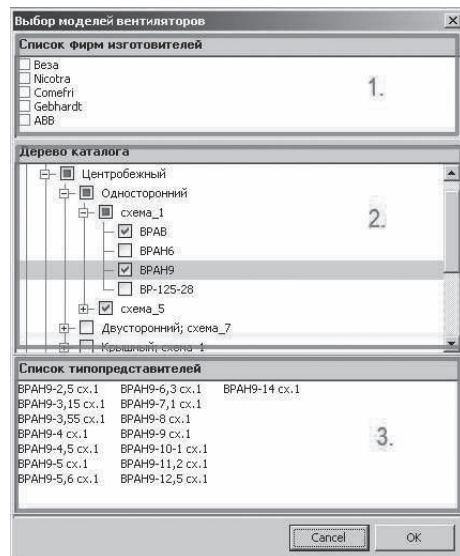 Выбор моделей вентиляторов
Список фирм изготовителей
Веза
Nicotra
Comefri
Gebhardt
ABB
1.
Дерево каталога
Центробежный
Односторонний
схема_1
ВРАВ
ВРАН6
ВРАН9
ВР-125-28
схема_5
Двусторонний; схема_7
Крышный; схема_1
2.
Список типопредставителей
ВРАН9-2,5 сх.1 ВРАН9-6,3 сх.1 ВРАН9-14 сх.1
ВРАН9-3,15 сх.1 ВРАН9-7,1 сх.1
ВРАН9-3,55 сх.1 ВРАН9-8 сх.1
ВРАН9-4 сх.1 ВРАН9-9 сх.1
ВРАН9-4,5 сх.1 ВРАН9-10-1 сх.1
ВРАН9-5 сх.1 ВРАН9-11,2 сх.1
ВРАН9-5,6 сх.1 ВРАН9-12,5 сх.1
3.
Cancel OK